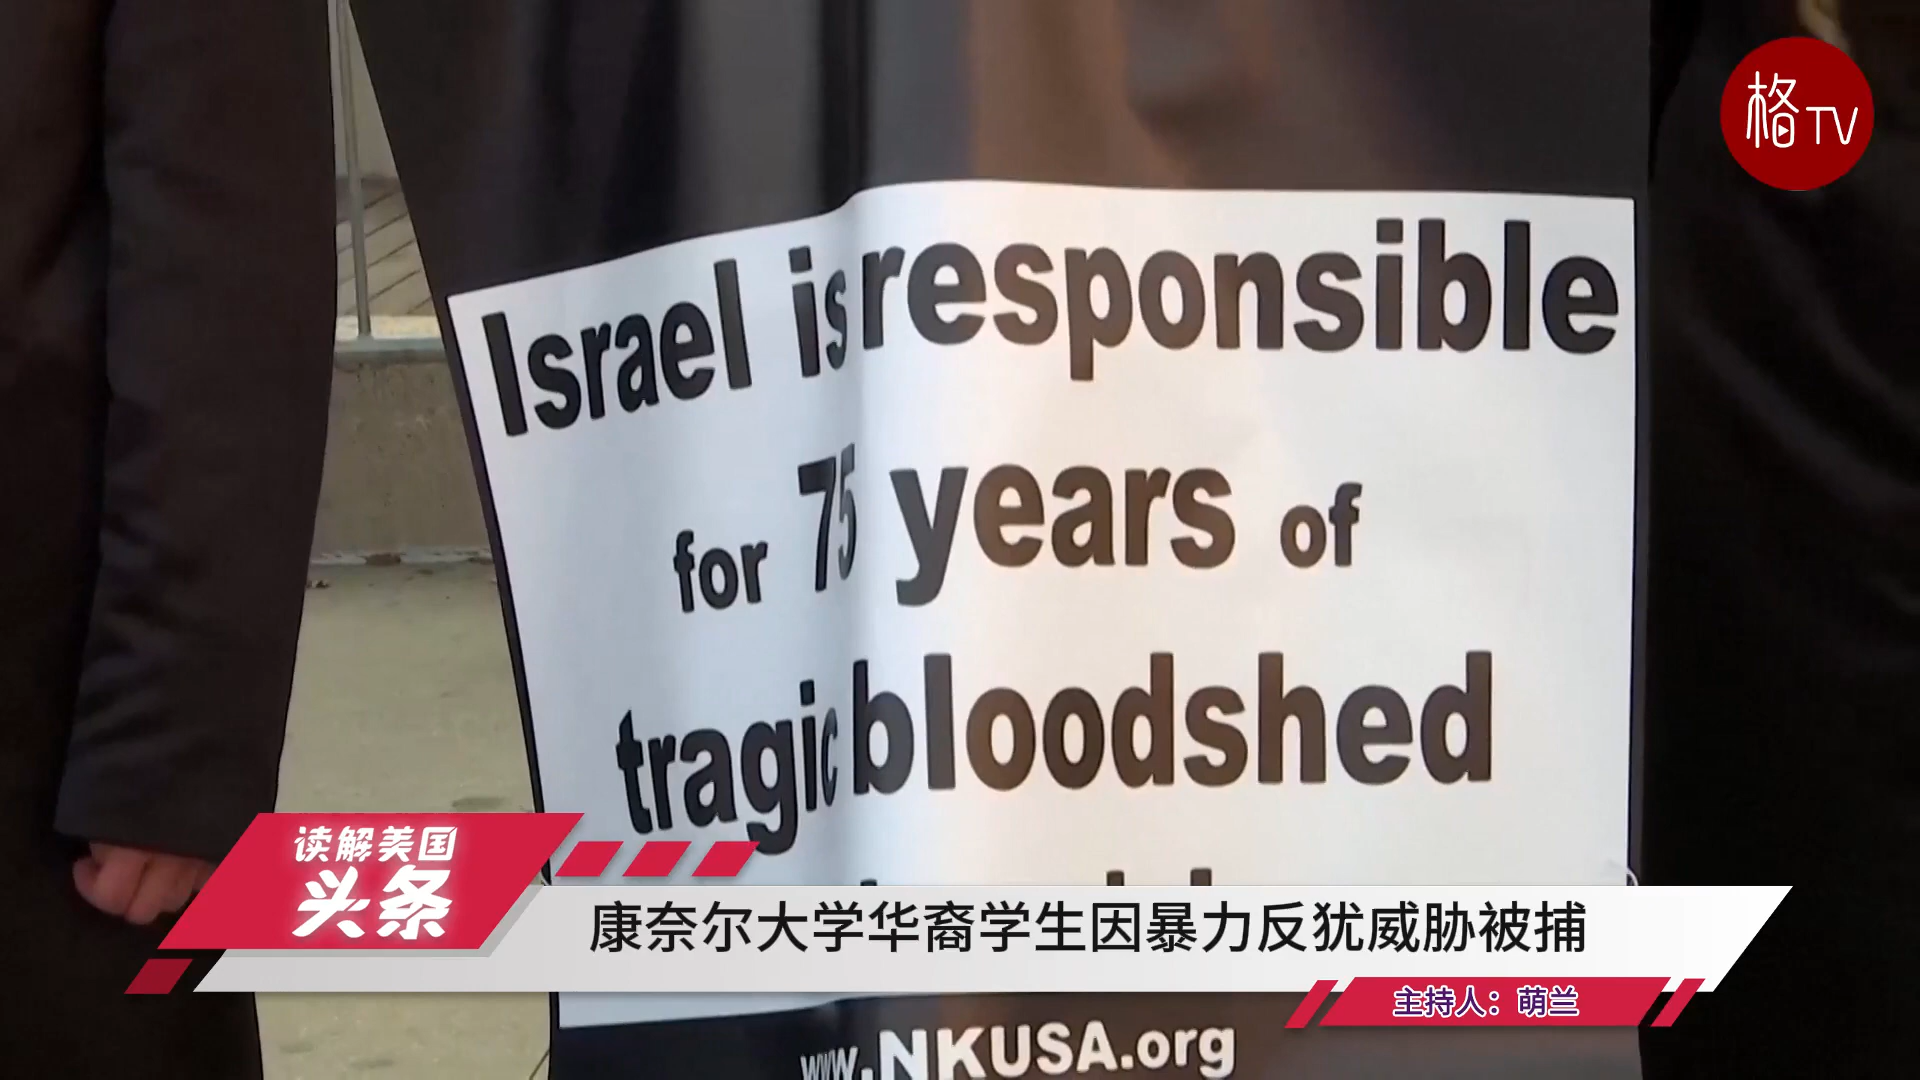 格TV
Israel is responsible
for 75 years of
tragic bloodshed
读解美国
头条
康奈尔大学华裔学生因暴力反犹威胁被捕
主持人：萌兰
www.NKUSA.org